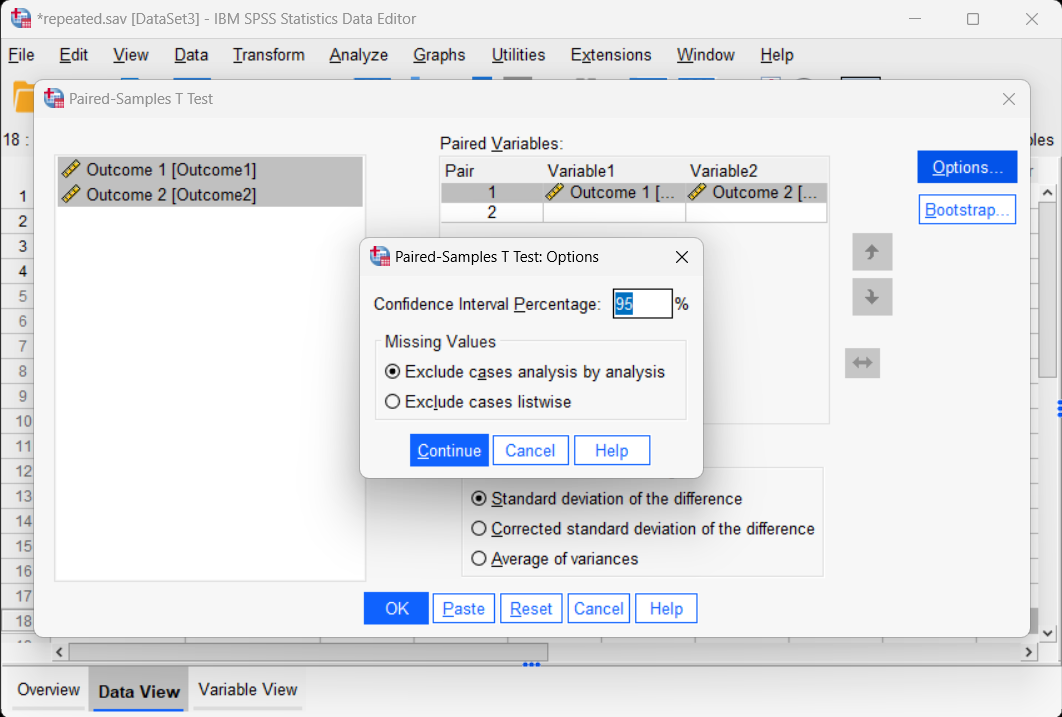 *repeated.sav [DataSet3] - IBM SPSS Statistics Data Editor
File Edit View Data Transform Analyze Graphs Utilities Extensions Window Help
Paired-Samples T Test
18 :
Outcome 1 [Outcome1]
Outcome 2 [Outcome2]
Paired Variables:
Pair Variable1 Variable2
1 Outcome 1 [... Outcome 2 [...
2
Options...
Bootstrap...
Paired-Samples T Test: Options
Confidence Interval Percentage: 95 %
Missing Values
Exclude cases analysis by analysis
Exclude cases listwise
Continue Cancel Help
Standard deviation of the difference
Corrected standard deviation of the difference
Average of variances
OK Paste Reset Cancel Help
1
2
3
4
5
6
7
8
9
10
11
12
13
14
15
16
17
18
Overview Data View Variable View